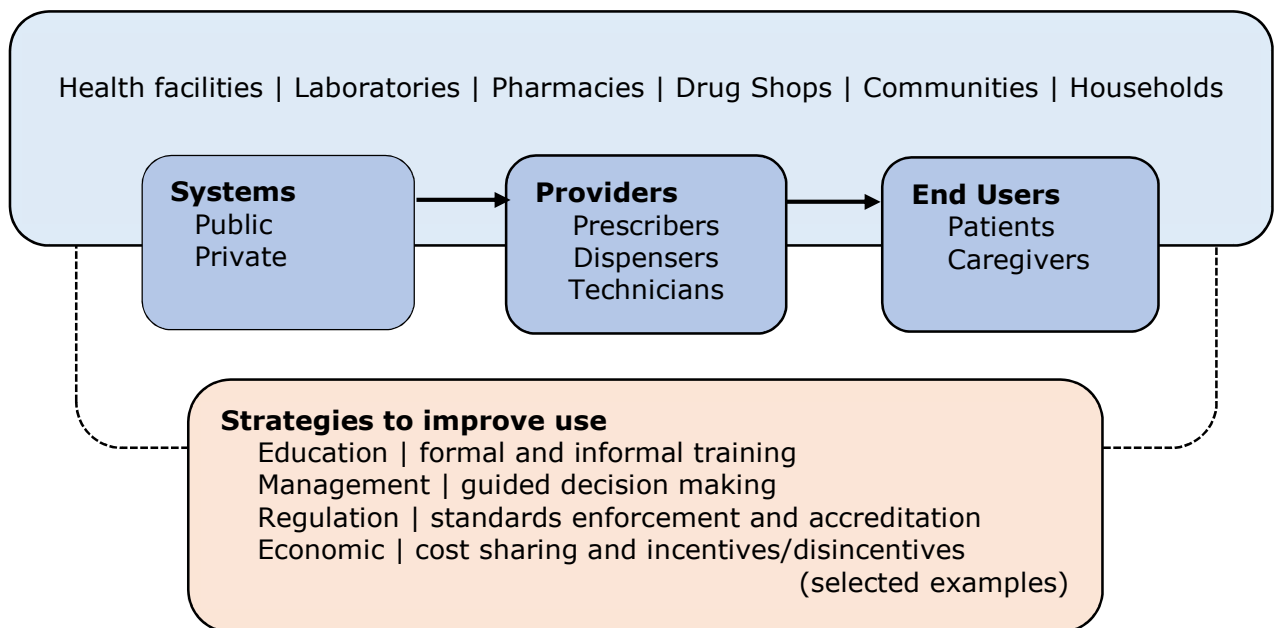 Health facilities | Laboratories | Pharmacies | Drug Shops | Communities | Households
Systems
Public
Private
Providers
Prescribers
Dispensers
Technicians
End Users
Patients
Caregivers
Strategies to improve use
Education | formal and informal training
Management | guided decision making
Regulation | standards enforcement and accreditation
Economic | cost sharing and incentives/disincentives
(selected examples)